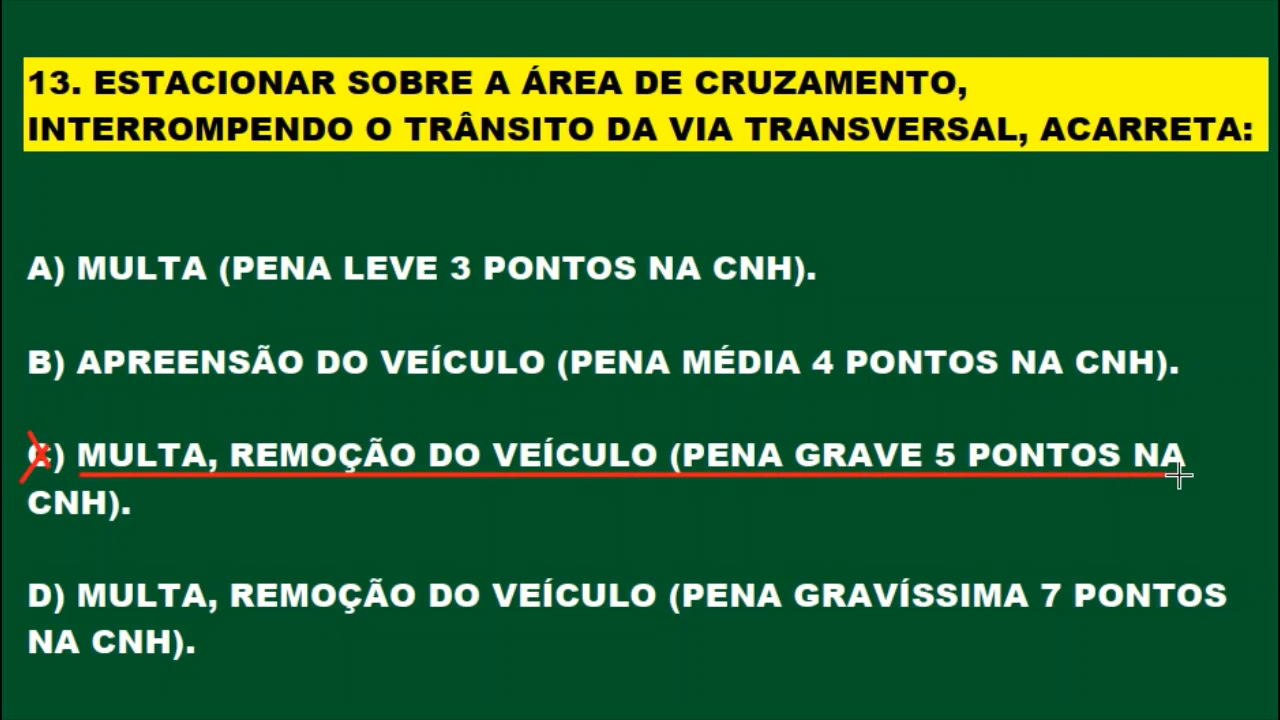 13. ESTACIONAR SOBRE A ÁREA DE CRUZAMENTO,
INTERROMPENDO O TRÂNSITO DA VIA TRANSVERSAL, ACARRETA:
A) MULTA (PENA LEVE 3 PONTOS NA CNH).
B) APREENSÃO DO VEÍCULO (PENA MÉDIA 4 PONTOS NA CNH).
C) MULTA, REMOÇÃO DO VEÍCULO (PENA GRAVE 5 PONTOS NA
CNH).
D) MULTA, REMOÇÃO DO VEÍCULO (PENA GRAVÍSSIMA 7 PONTOS
NA CNH).